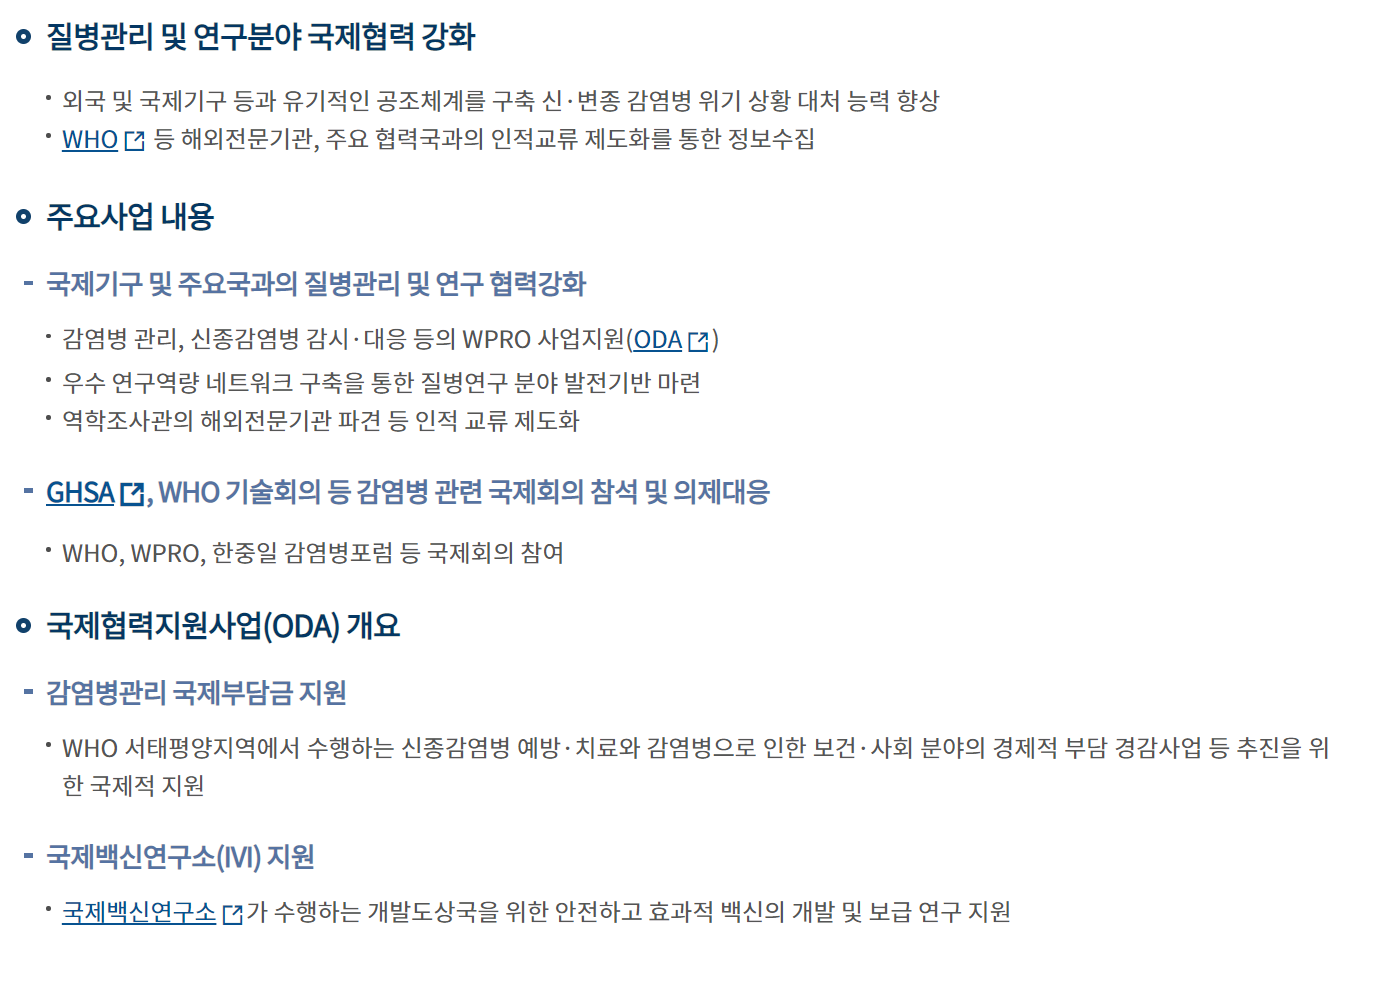 질병관리 및 연구분야 국제협력 강화
외국 및 국제기구 등과 유기적인 공조체계를 구축 신·변종 감염병 위기 상황 대처 능력 향상
WHO 등 해외전문기관, 주요 협력국과의 인적교류 제도화를 통한 정보수집
주요사업 내용
국제기구 및 주요국과의 질병관리 및 연구 협력강화
감염병 관리, 신종감염병 감시·대응 등의 WPRO 사업지원(ODA)
우수 연구역량 네트워크 구축을 통한 질병연구 분야 발전기반 마련
역학조사관의 해외전문기관 파견 등 인적 교류 제도화
GHSA, WHO 기술회의 등 감염병 관련 국제회의 참석 및 의제대응
WHO, WPRO, 한중일 감염병포럼 등 국제회의 참여
국제협력지원사업(ODA) 개요
감염병관리 국제부담금 지원
WHO 서태평양지역에서 수행하는 신종감염병 예방·치료와 감염병으로 인한 보건·사회 분야의 경제적 부담 경감사업 등 추진을 위
한 국제적 지원
국제백신연구소(IVI) 지원
국제백신연구소가 수행하는 개발도상국을 위한 안전하고 효과적 백신의 개발 및 보급 연구 지원